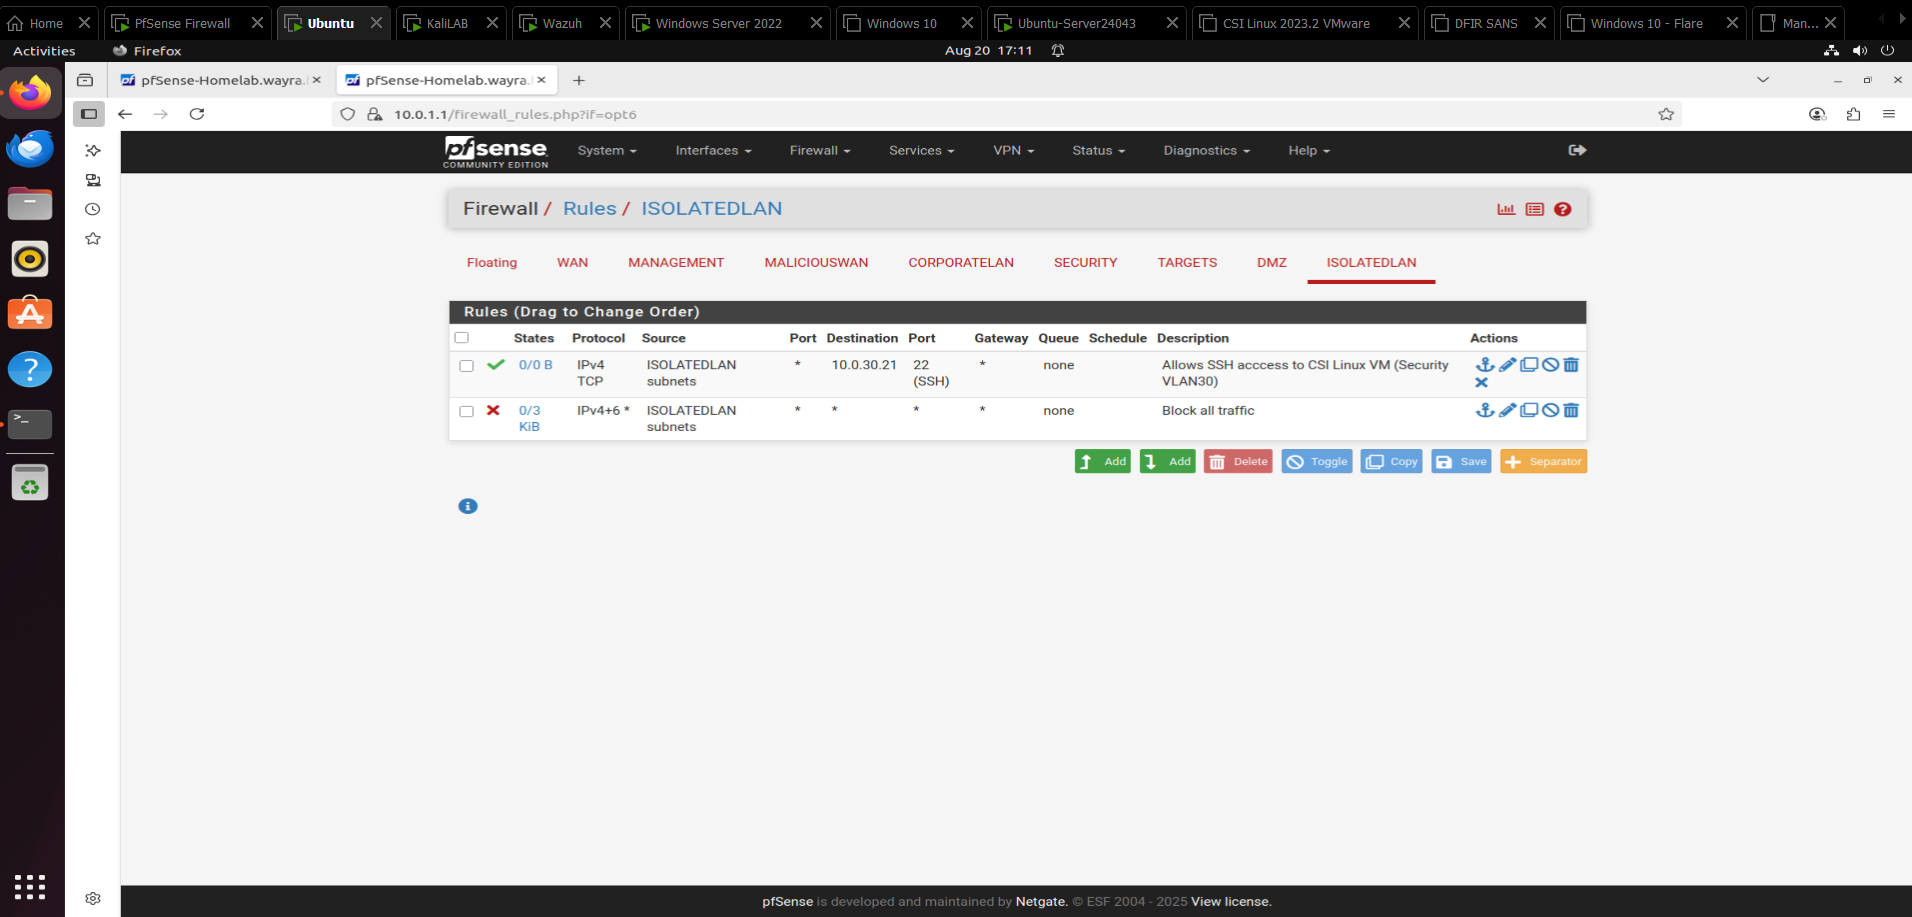 Home
PfSense Firewall
Ubuntu
KaliLAB
Wazuh
Windows Server 2022
Windows 10
Ubuntu-Server24043
CSI Linux 2023.2 VMware
DFIR SANS
Windows 10 - Flare
Man...
Activities
Firefox
Aug 20 17:11
pfSense-Homelab.wayra.
pfSense-Homelab.wayra.
10.0.1.1/firewall_rules.php?if=opt6
pfsense
COMMUNITY EDITION
System
Interfaces
Firewall
Services
VPN
Status
Diagnostics
Help
Firewall / Rules / ISOLATEDLAN
Floating
WAN
MANAGEMENT
MALICIOUSWAN
CORPORATELAN
SECURITY
TARGETS
DMZ
ISOLATEDLAN
Rules (Drag to Change Order)
States Protocol Source Port Destination Port Gateway Queue Schedule Description Actions
0/0 B IPv4 ISOLATEDLAN * 10.0.30.21 22 * none Allows SSH acccess to CSI Linux VM (Security
TCP subnets (SSH) VLAN30)
0/3 IPv4+6 * ISOLATEDLAN * * * * none Block all traffic
KiB subnets
Add
Add
Delete
Toggle
Copy
Save
Separator
pfSense is developed and maintained by Netgate. © ESF 2004 - 2025 View license.